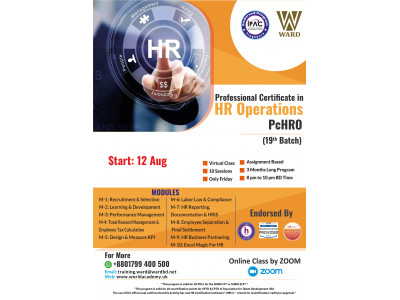 IPAC
WARD
HR
$$
Management
People
Professional Certificate in
HR Operations
PcHRO
(19th Batch)
Start: 12 Aug
Virtual Class
10 Sessions
Only Friday
Assignment Based
3 Months Long Program
8 pm to 10 pm BD Time
MODULES
M-1: Recruitment & Selection
M-2: Learning & Development
M-3: Performance Management
M-4: Total Reward Management &
Employee Tax Calculation
M-5: Design & Measure KPI
M-6: Labor Law & Compliance
M-7: HR Reporting,
Documentation & HRIS
M-8: Employee Separation &
Final Settlement
M-9: HR Business Partnering
M-10: Excel Magic For HR
Endorsed By
PROVIDER
For More
+8801799 400 500
Email: training.ward@wardbd.net
Web: www.worldacademy.uk
Online Class by ZOOM
zoom